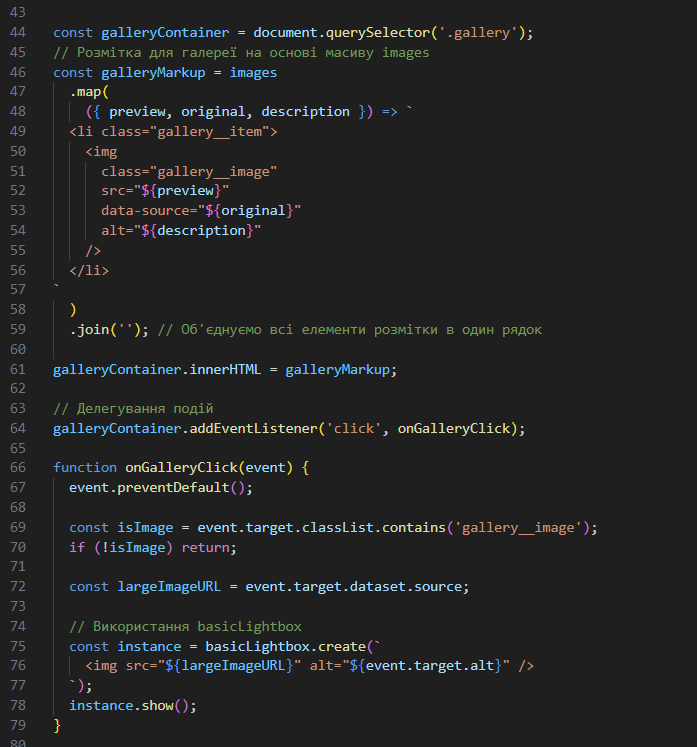 43
44 const galleryContainer = document.querySelector('.gallery');
45 // Розмітка для галереї на основі масиву images
46 const galleryMarkup = images
47   .map(
48     ({ preview, original, description }) => `
49   <li class="gallery__item">
50     <img
51       class="gallery__image"
52       src="${preview}"
53       data-source="${original}"
54       alt="${description}"
55     />
56   </li>
57 `
58   )
59   .join(''); // Об'єднуємо всі елементи розмітки в один рядок
60
61 galleryContainer.innerHTML = galleryMarkup;
62
63 // Делегування подій
64 galleryContainer.addEventListener('click', onGalleryClick);
65
66 function onGalleryClick(event) {
67   event.preventDefault();
68
69   const isImage = event.target.classList.contains('gallery__image');
70   if (!isImage) return;
71
72   const largeImageURL = event.target.dataset.source;
73
74   // Використання basicLightbox
75   const instance = basicLightbox.create(`
76     <img src="${largeImageURL}" alt="${event.target.alt}" />
77   `);
78   instance.show();
79 }
80